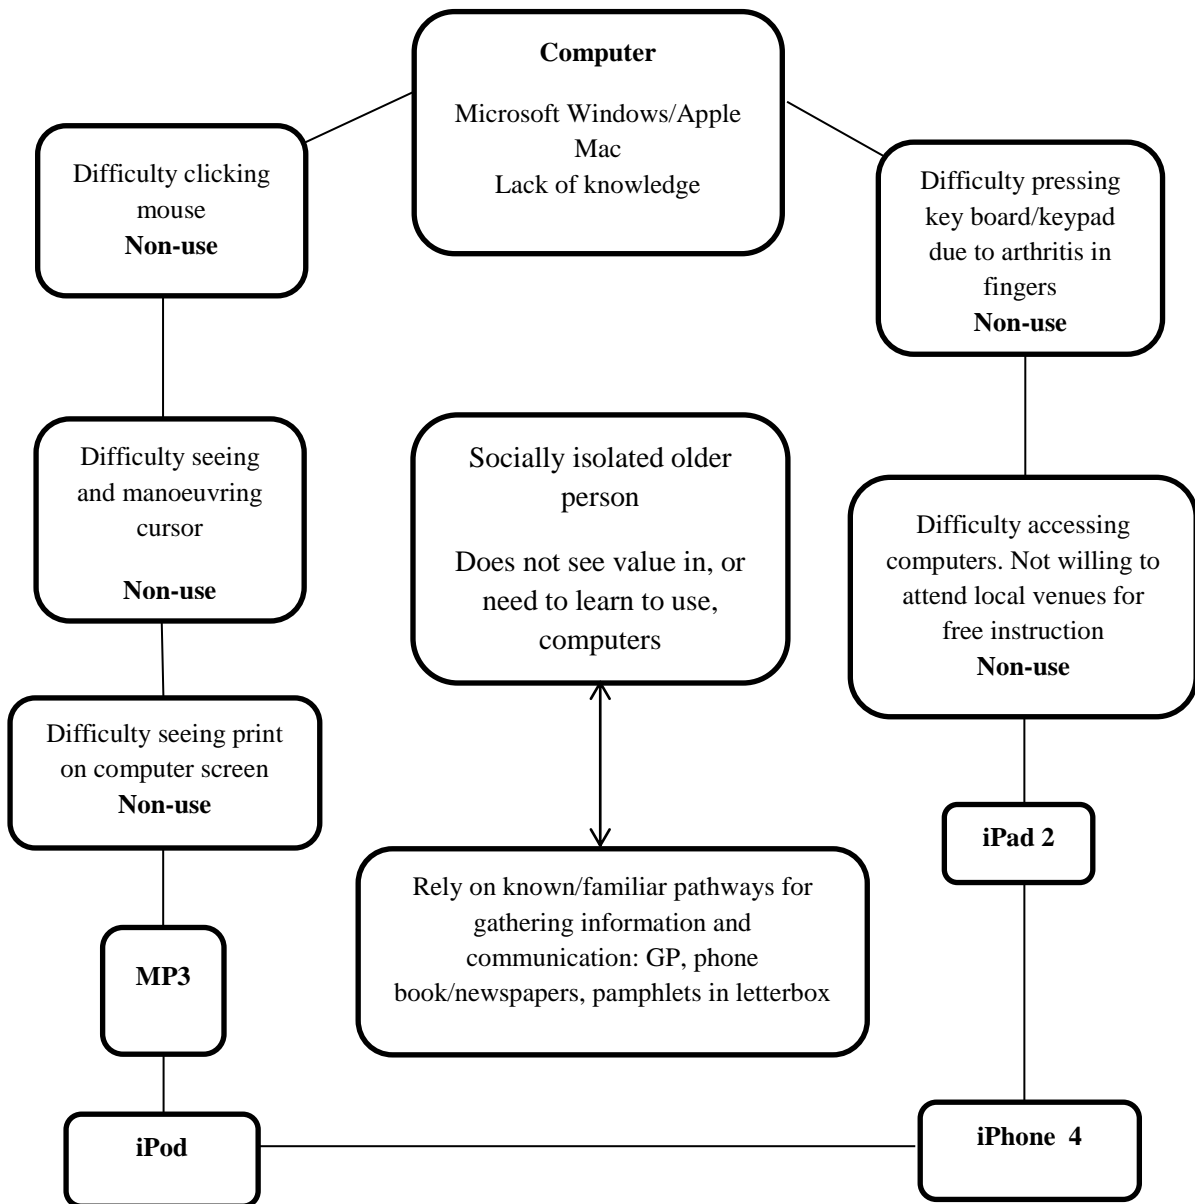 Computer
Microsoft Windows/Apple
Mac
Lack of knowledge
Difficulty clicking
mouse
Non-use
Difficulty pressing
key board/keypad
due to arthritis in
fingers
Non-use
Difficulty seeing
and manoeuvring
cursor
Non-use
Socially isolated older
person
Does not see value in, or
need to learn to use,
computers
Difficulty accessing
computers. Not willing to
attend local venues for
free instruction
Non-use
Difficulty seeing print
on computer screen
Non-use
iPad 2
Rely on known/familiar pathways for
gathering information and
communication: GP, phone
book/newspapers, pamphlets in letterbox
MP3
iPod
iPhone 4